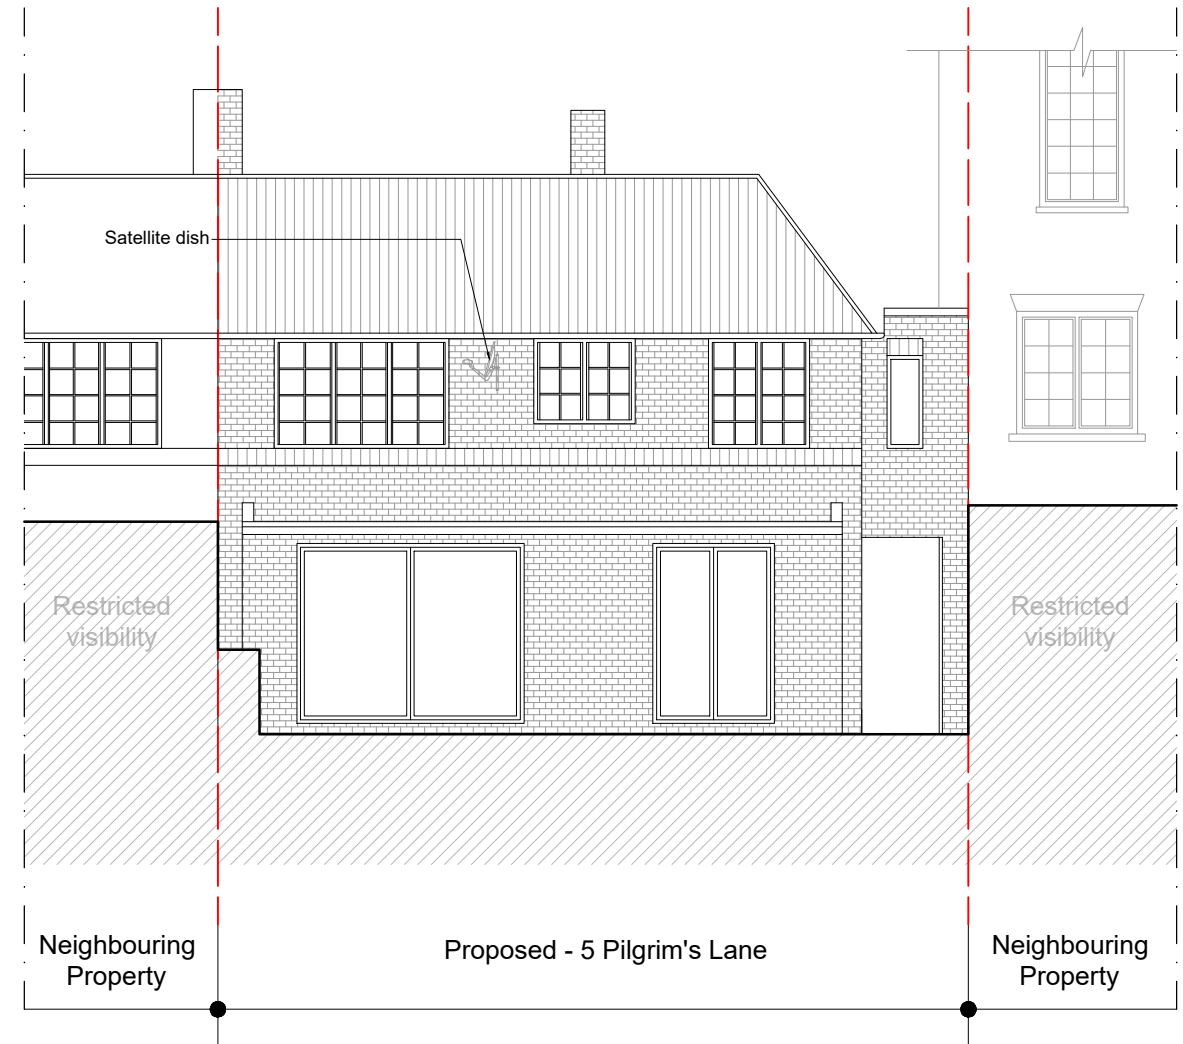 Satellite dish
Restricted
visibility
Restricted
visibility
Neighbouring
Property
Proposed - 5 Pilgrim's Lane
Neighbouring
Property